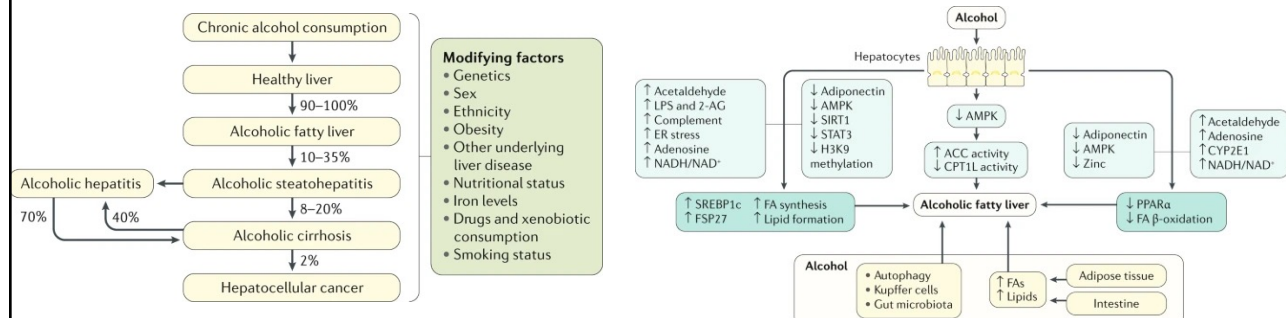 Chronic alcohol consumption
Healthy liver
90–100%
Alcoholic fatty liver
10–35%
Alcoholic hepatitis
Alcoholic steatohepatitis
70%
40%
8–20%
Alcoholic cirrhosis
2%
Hepatocellular cancer
Modifying factors
• Genetics
• Sex
• Ethnicity
• Obesity
• Other underlying
liver disease
• Nutritional status
• Iron levels
• Drugs and xenobiotic
consumption
• Smoking status
Alcohol
Hepatocytes
↑ Acetaldehyde
↑ LPS and 2-AG
↑ Complement
↑ ER stress
↑ Adenosine
↑ NADH/NAD⁺
↓ Adiponectin
↓ AMPK
↓ SIRT1
↓ STAT3
↓ H3K9
methylation
↓ AMPK
↑ ACC activity
↓ CPT1L activity
↓ Adiponectin
↓ AMPK
↓ Zinc
↑ Acetaldehyde
↑ Adenosine
↑ CYP2E1
↑ NADH/NAD⁺
↑ SREBP1c ↑ FA synthesis
↑ FSP27 ↑ Lipid formation
Alcoholic fatty liver
↓ PPARα
↓ FA β-oxidation
Alcohol
• Autophagy
• Kupffer cells
• Gut microbiota
↑ FAs
↑ Lipids
Adipose tissue
Intestine